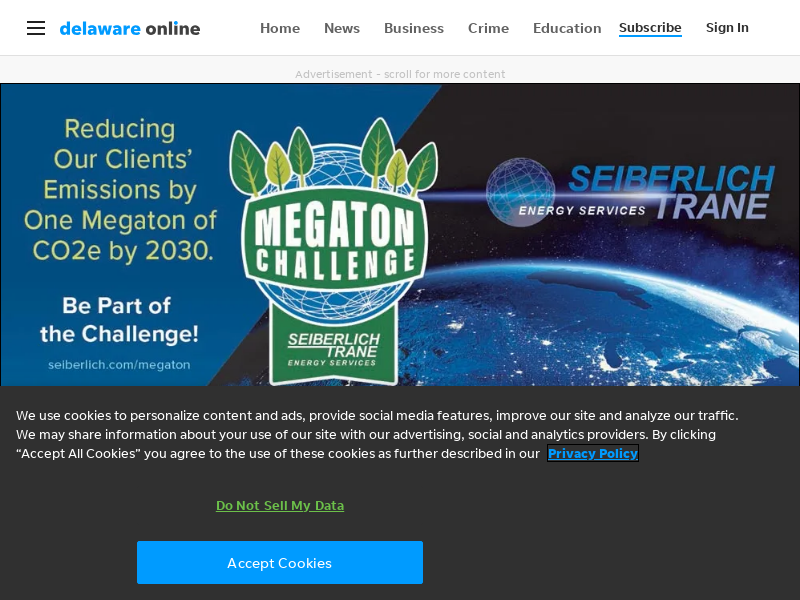 delaware online
Home News Business Crime Education Subscribe Sign In
Advertisement - scroll for more content
Reducing
Our Clients’
Emissions by
One Megaton of
CO2e by 2030.
Be Part of
the Challenge!
seiberlich.com/megaton
MEGATON
CHALLENGE
SEIBERLICH
TRANE
ENERGY SERVICES
SEIBERLICH
ENERGY SERVICES TRANE
We use cookies to personalize content and ads, provide social media features, improve our site and analyze our traffic.
We may share information about your use of our site with our advertising, social and analytics providers. By clicking
“Accept All Cookies” you agree to the use of these cookies as further described in our Privacy Policy
Do Not Sell My Data
Accept Cookies